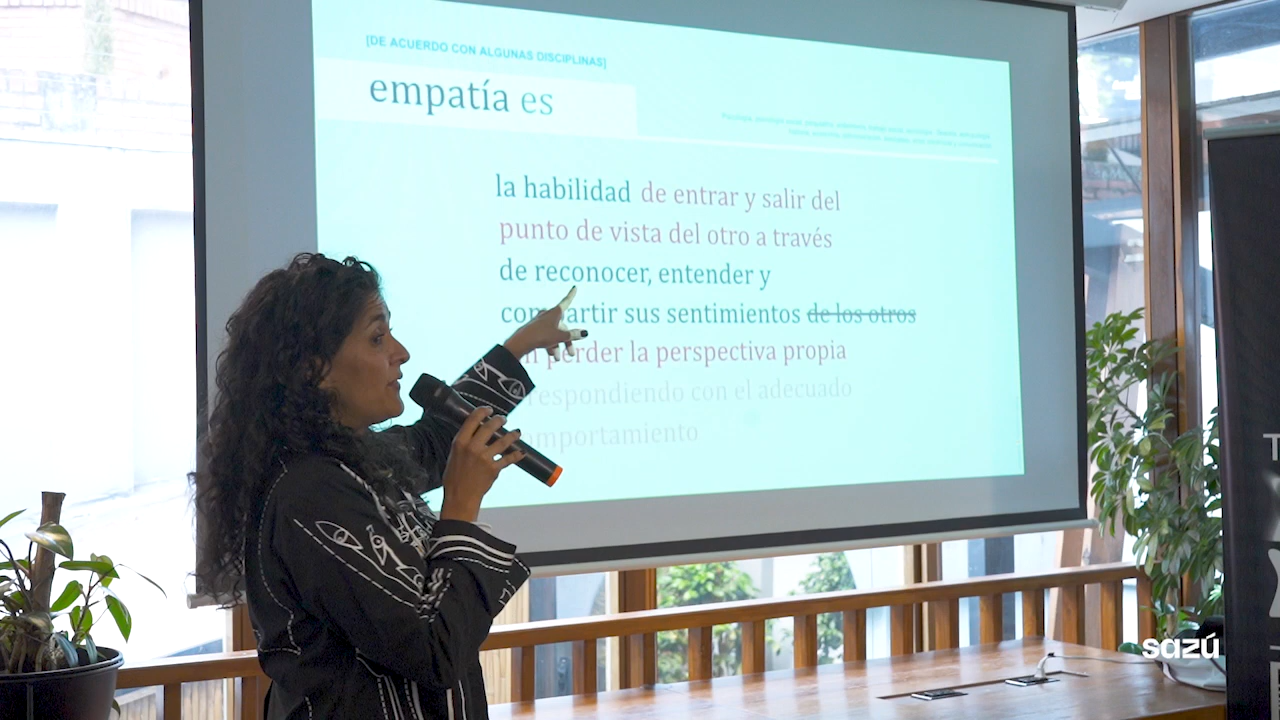 [DE ACUERDO CON ALGUNAS DISCIPLINAS]
empatía es
la habilidad de entrar y salir del
punto de vista del otro a través
de reconocer, entender y
compartir sus sentimientos de los otros
perder la perspectiva propia
respondiendo con el adecuado
comportamiento
sazú